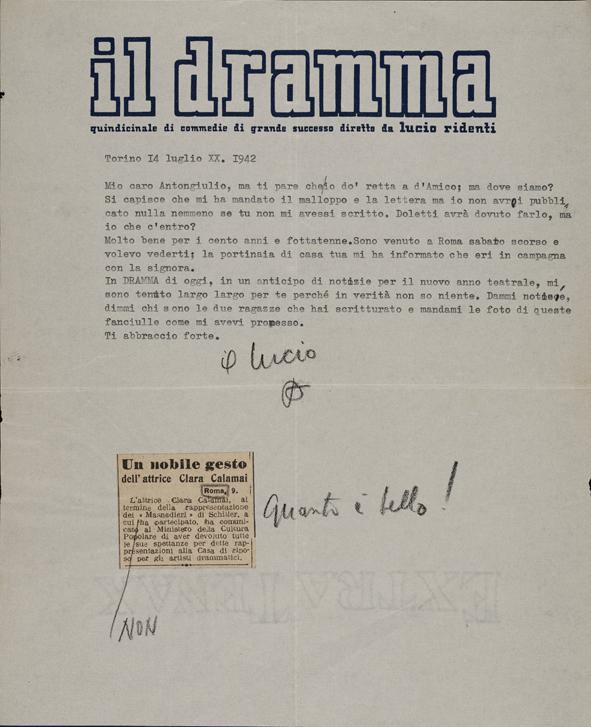 il dramma
quindicinale di commedie di grande successo diretto da lucio ridenti
Torino I4 luglio XX. I942
Mio caro Antongiulio, ma ti pare che io do' retta a d'Amico; ma dove siamo?
Si capisce che mi ha mandato il malloppo e la lettera ma io non avrei pubbli
cato nulla nemmeno se tu non mi avessi scritto. Doletti avrà dovuto farlo, ma
io che c'entro?
Molto bene per i cento anni e fottatenne.Sono venuto a Roma sabato scorso e
volevo vederti; la portinaia di casa tua mi ha informato che eri in campagna
con la signora.
In DRAMMA di oggi, in un anticipo di notizie per il nuovo anno teatrale, mi
sono tenuto largo largo per te perché in verità non so niente. Dammi notizie,
dimmi chi sono le due ragazze che hai scritturato e mandami le foto di queste
fanciulle come mi avevi promesso.
Ti abbraccio forte.
Lucio
Un nobile gesto
dell'attrice Clara Calamai
Roma, 9.
L'attrice Clara Calamai, al
termine della rappresentazione
dei «Masnadieri» di Schiller, a
cui ha partecipato, ha comuni-
cato al Ministero della Cultura
Popolare di aver devoluto tutte
le sue spettanze per dette rap-
presentazioni alla Casa di ripo-
so per gli artisti drammatici.
Quanto è bello!
NON
EXTRA TENAX